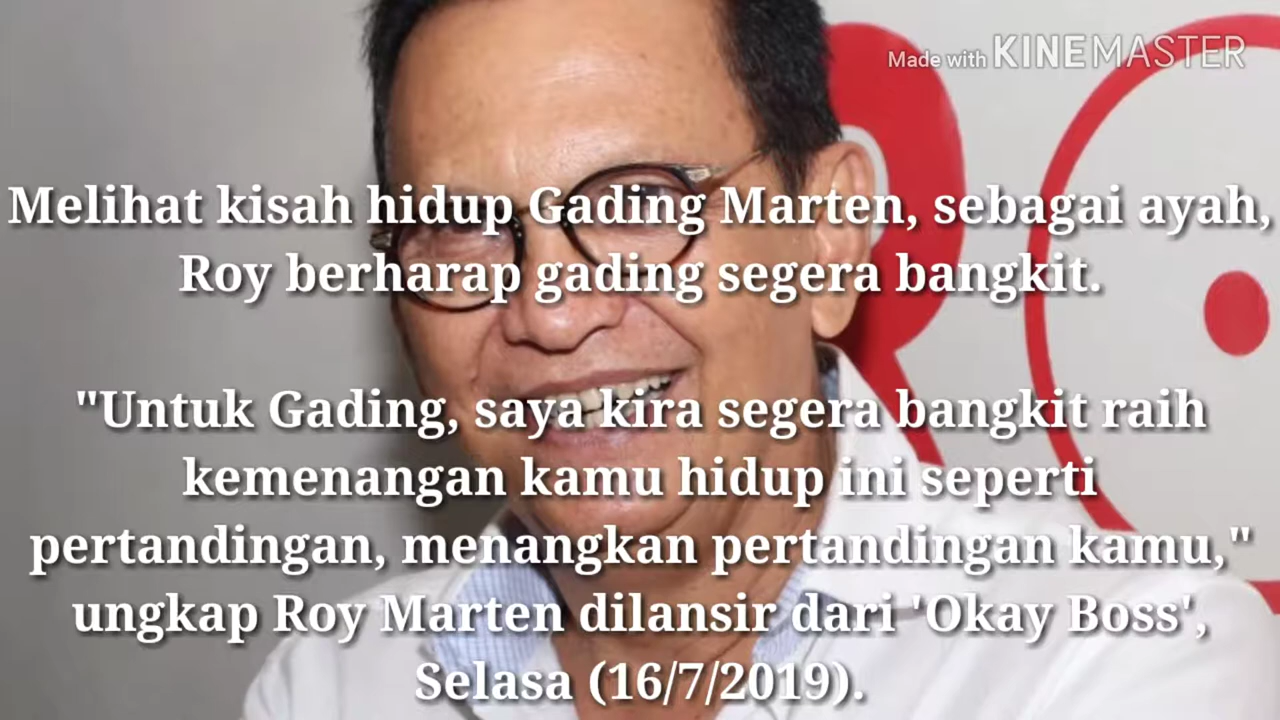 Made with KINEMASTER
Melihat kisah hidup Gading Marten, sebagai ayah,
Roy berharap gading segera bangkit.
"Untuk Gading, saya kira segera bangkit raih
kemenangan kamu hidup ini seperti
pertandingan, menangkan pertandingan kamu,"
ungkap Roy Marten dilansir dari 'Okay Boss',
Selasa (16/7/2019).